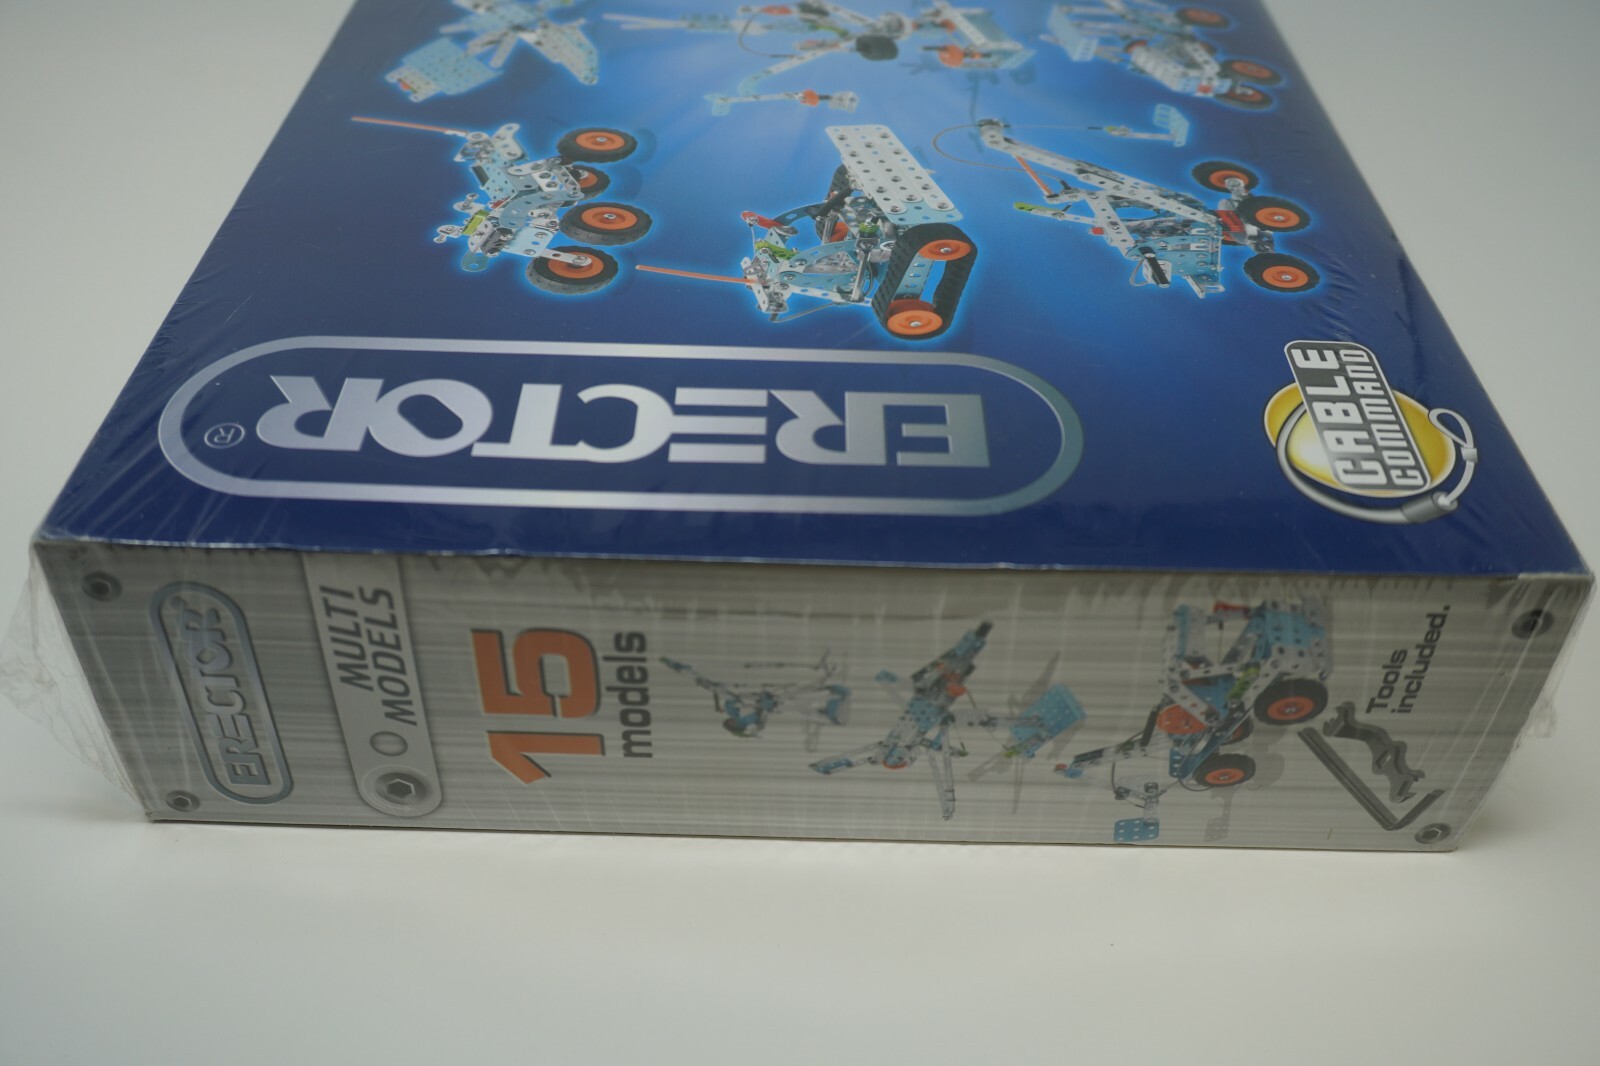 ERECTOR®
CABLE
COMMAND
ERECTOR®
MULTI
MODELS
15
models
Tools
included.